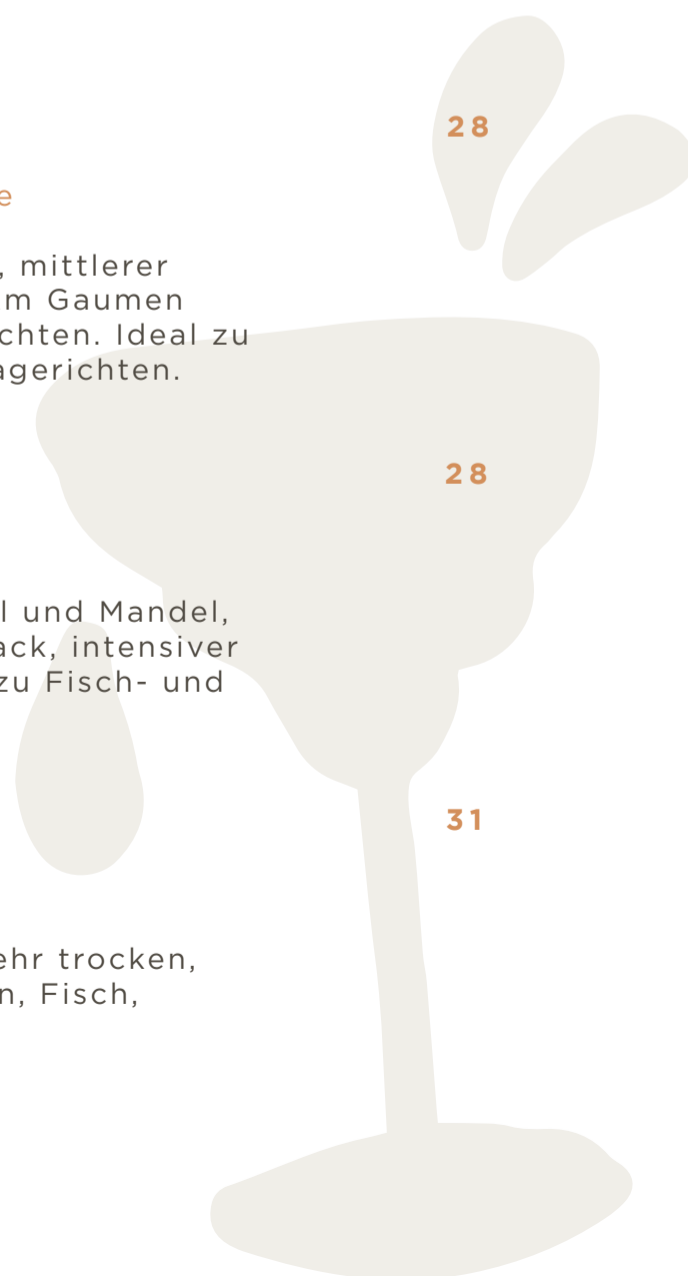 28
e
, mittlerer
m Gaumen
chten. Ideal zu
agerichten.
28
l und Mandel,
ack, intensiver
zu Fisch- und
31
ehr trocken,
n, Fisch,